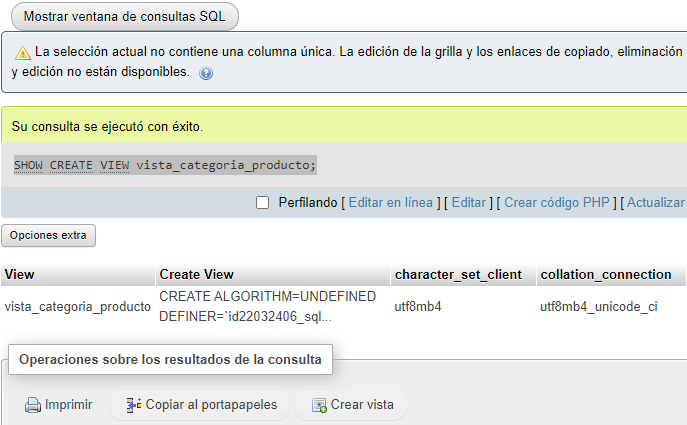 Mostrar ventana de consultas SQL
La selección actual no contiene una columna única. La edición de la grilla y los enlaces de copiado, eliminación
y edición no están disponibles.
Su consulta se ejecutó con éxito.
SHOW CREATE VIEW vista_categoria_producto;
Perfilando [ Editar en línea ] [ Editar ] [ Crear código PHP ] [ Actualizar
Opciones extra
View Create View character_set_client collation_connection
vista_categoria_producto CREATE ALGORITHM=UNDEFINED utf8mb4 utf8mb4_unicode_ci
DEFINER=`id22032406_sql...
Operaciones sobre los resultados de la consulta
Imprimir Copiar al portapapeles Crear vista